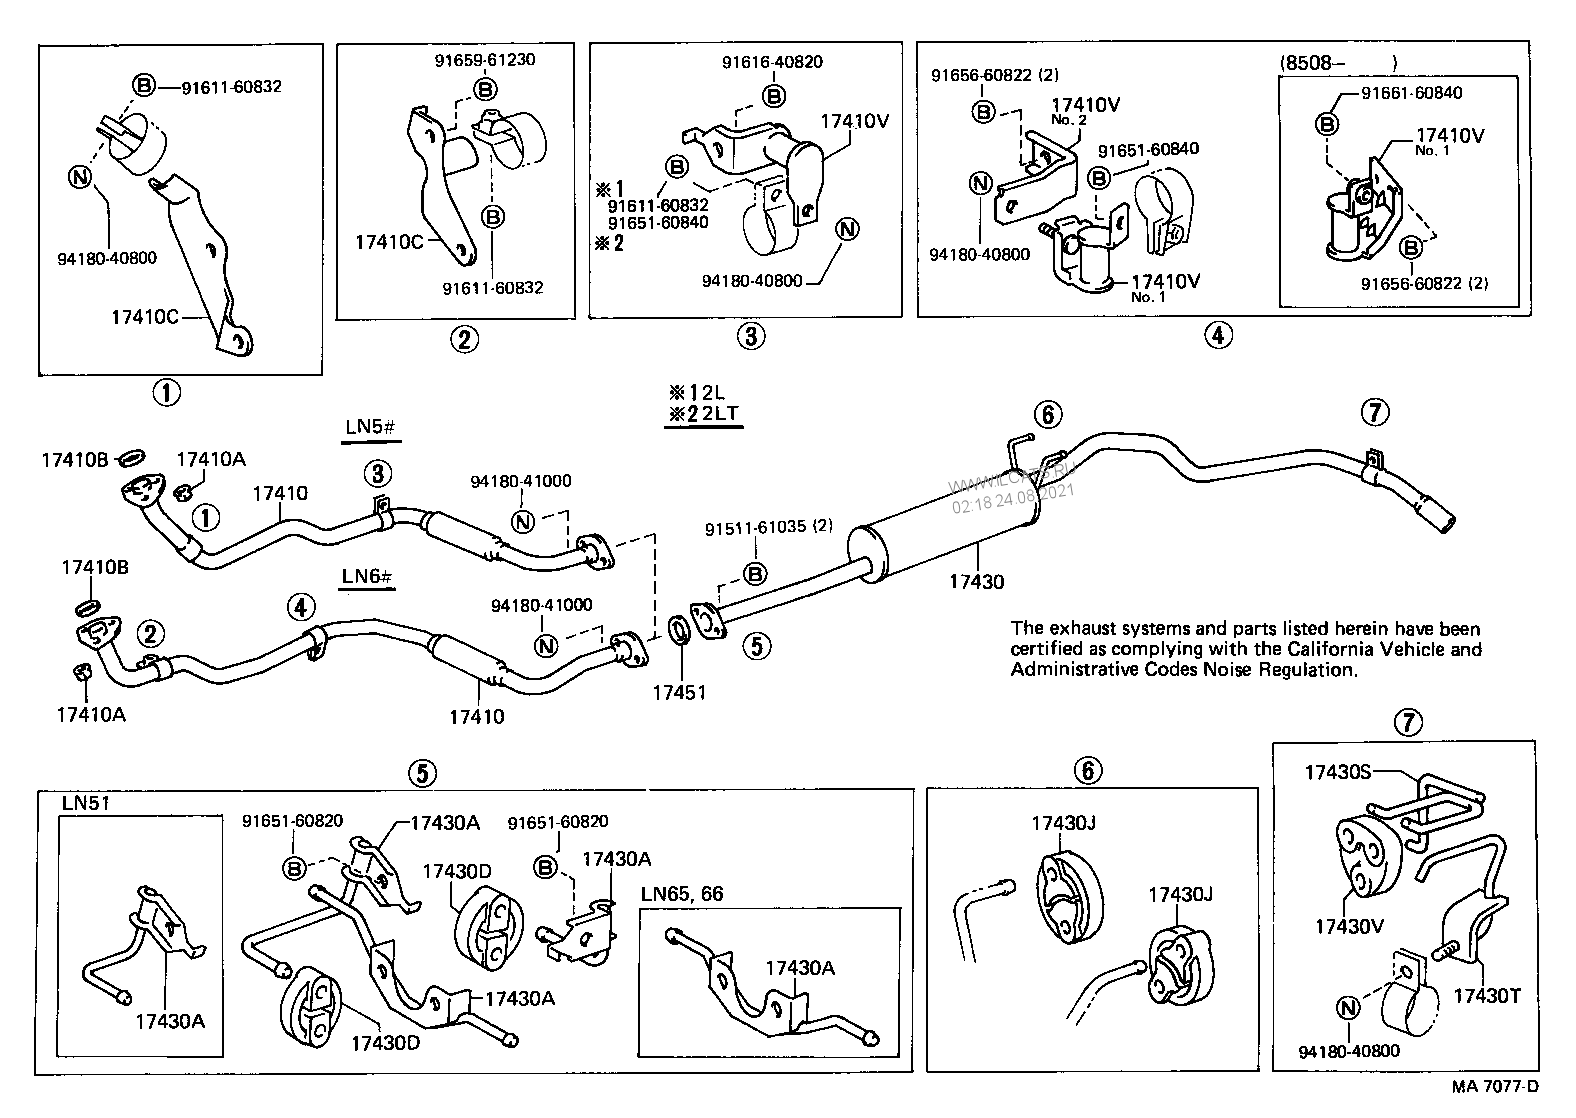 B 91611-60832
N
94180-40800
17410C
1
91659-61230
B
B
17410C
91611-60832
2
91616-40820
B
17410V
B
※1
91611-60832
91651-60840
※2
N
94180-40800
3
91656-60822 (2)
B
17410V
No. 2
91651-60840
B
N
94180-40800
17410V
No. 1
(8508- )
91661-60840
B
17410V
No. 1
B
91656-60822 (2)
4
※1 2L
※2 2LT
LN5#
17410B
17410A
17410
3
1
94180-41000
N
6
7
WWW.ILCATS.RU
02:18 24.08.2021
91511-61035 (2)
B
17430
LN6#
17410B
2
4
94180-41000
N
17410A
17410
17451
5
The exhaust systems and parts listed herein have been
certified as complying with the California Vehicle and
Administrative Codes Noise Regulation.
5
LN51
17430A
91651-60820
B
17430A
17430D
91651-60820
B
17430A
17430A
17430D
LN65, 66
17430A
6
17430J
17430J
7
17430S
17430V
17430T
N
94180-40800
MA 7077-D